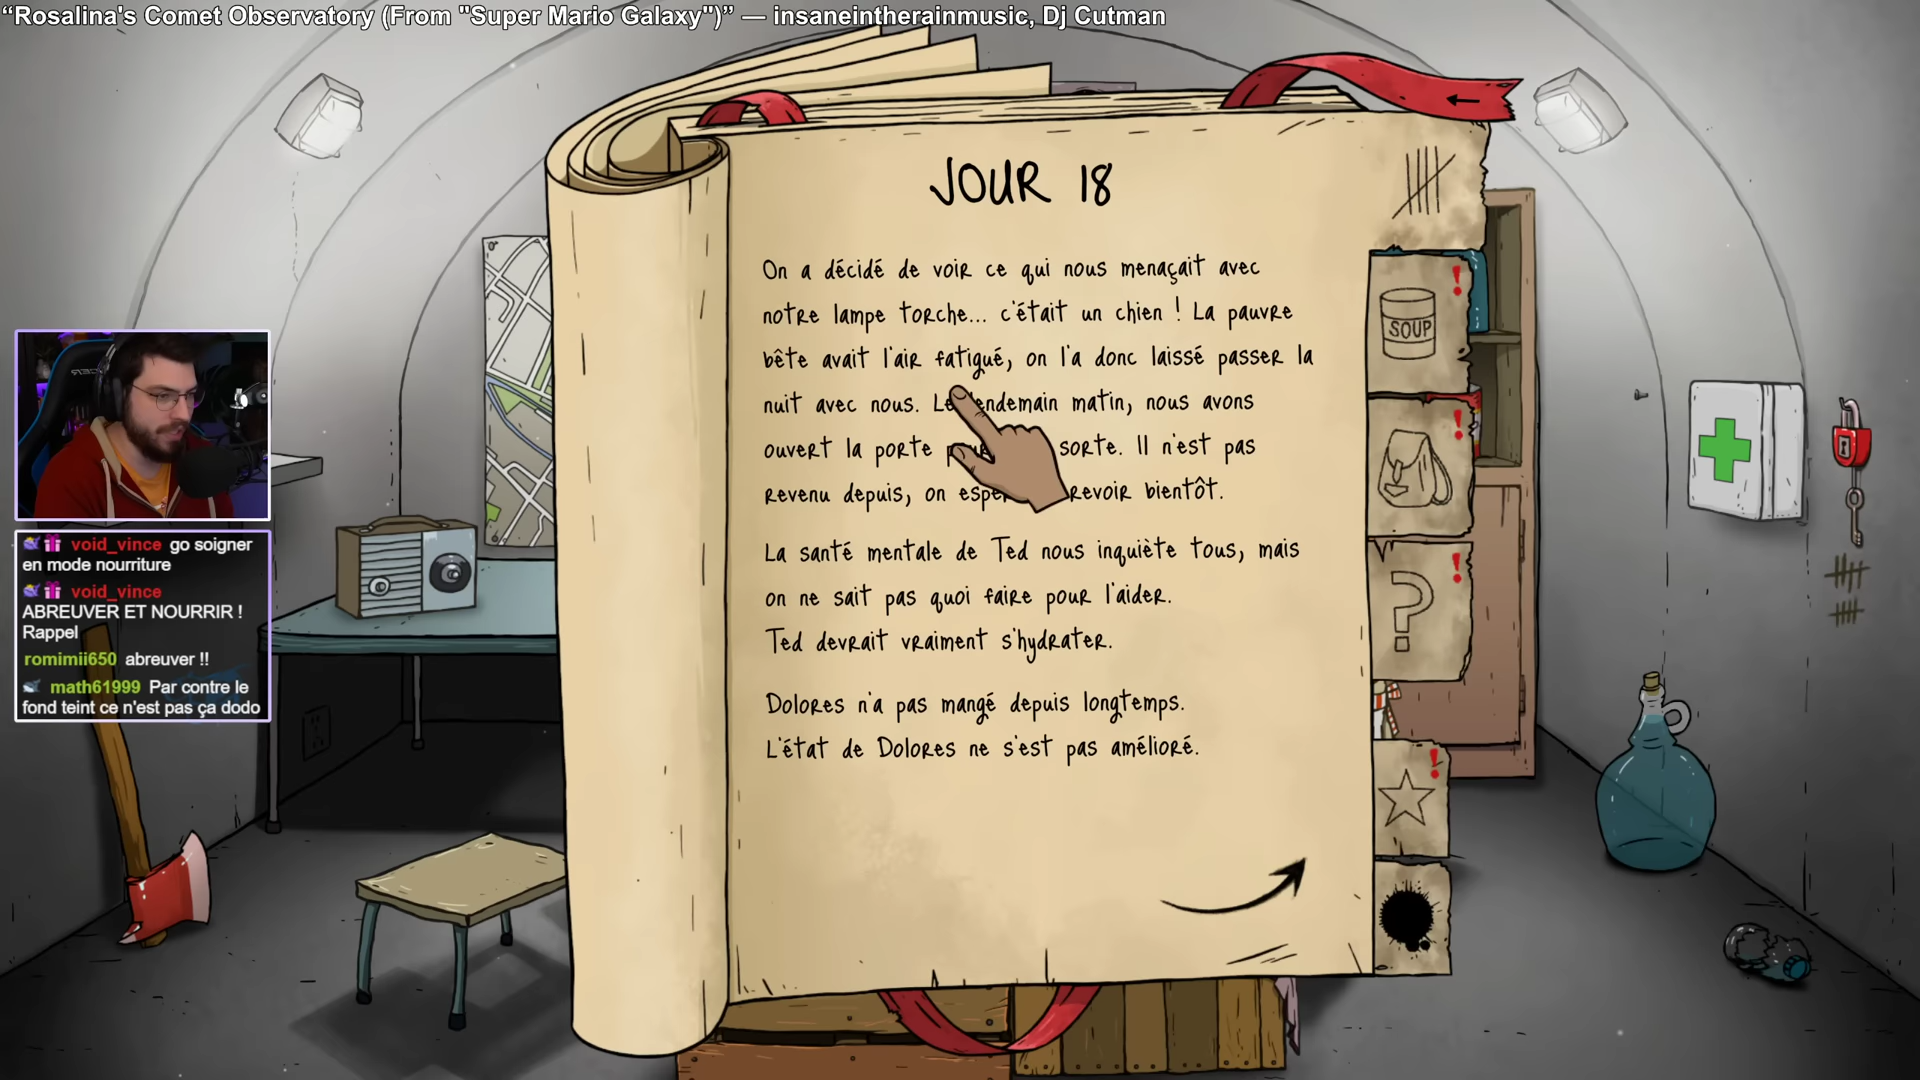 “Rosalina's Comet Observatory (From "Super Mario Galaxy")” — insaneintherainmusic, Dj Cutman
JOUR 18
On a décidé de voir ce qui nous menaçait avec
notre lampe torche... c'était un chien ! La pauvre
bête avait l'air fatigué, on l'a donc laissé passer la
nuit avec nous. Le lendemain matin, nous avons
ouvert la porte sorte. Il n'est pas
revenu depuis, on revoir bientôt.
La santé mentale de Ted nous inquiète tous, mais
on ne sait pas quoi faire pour l'aider.
Ted devrait vraiment s'hydrater.
Dolores n'a pas mangé depuis longtemps.
L'état de Dolores ne s'est pas amélioré.
SOUP
void_vince go soigner
en mode nourriture
void_vince
ABREUVER ET NOURRIR !
Rappel
romimii650 abreuver !!
math61999 Par contre le
fond teint ce n'est pas ça dodo